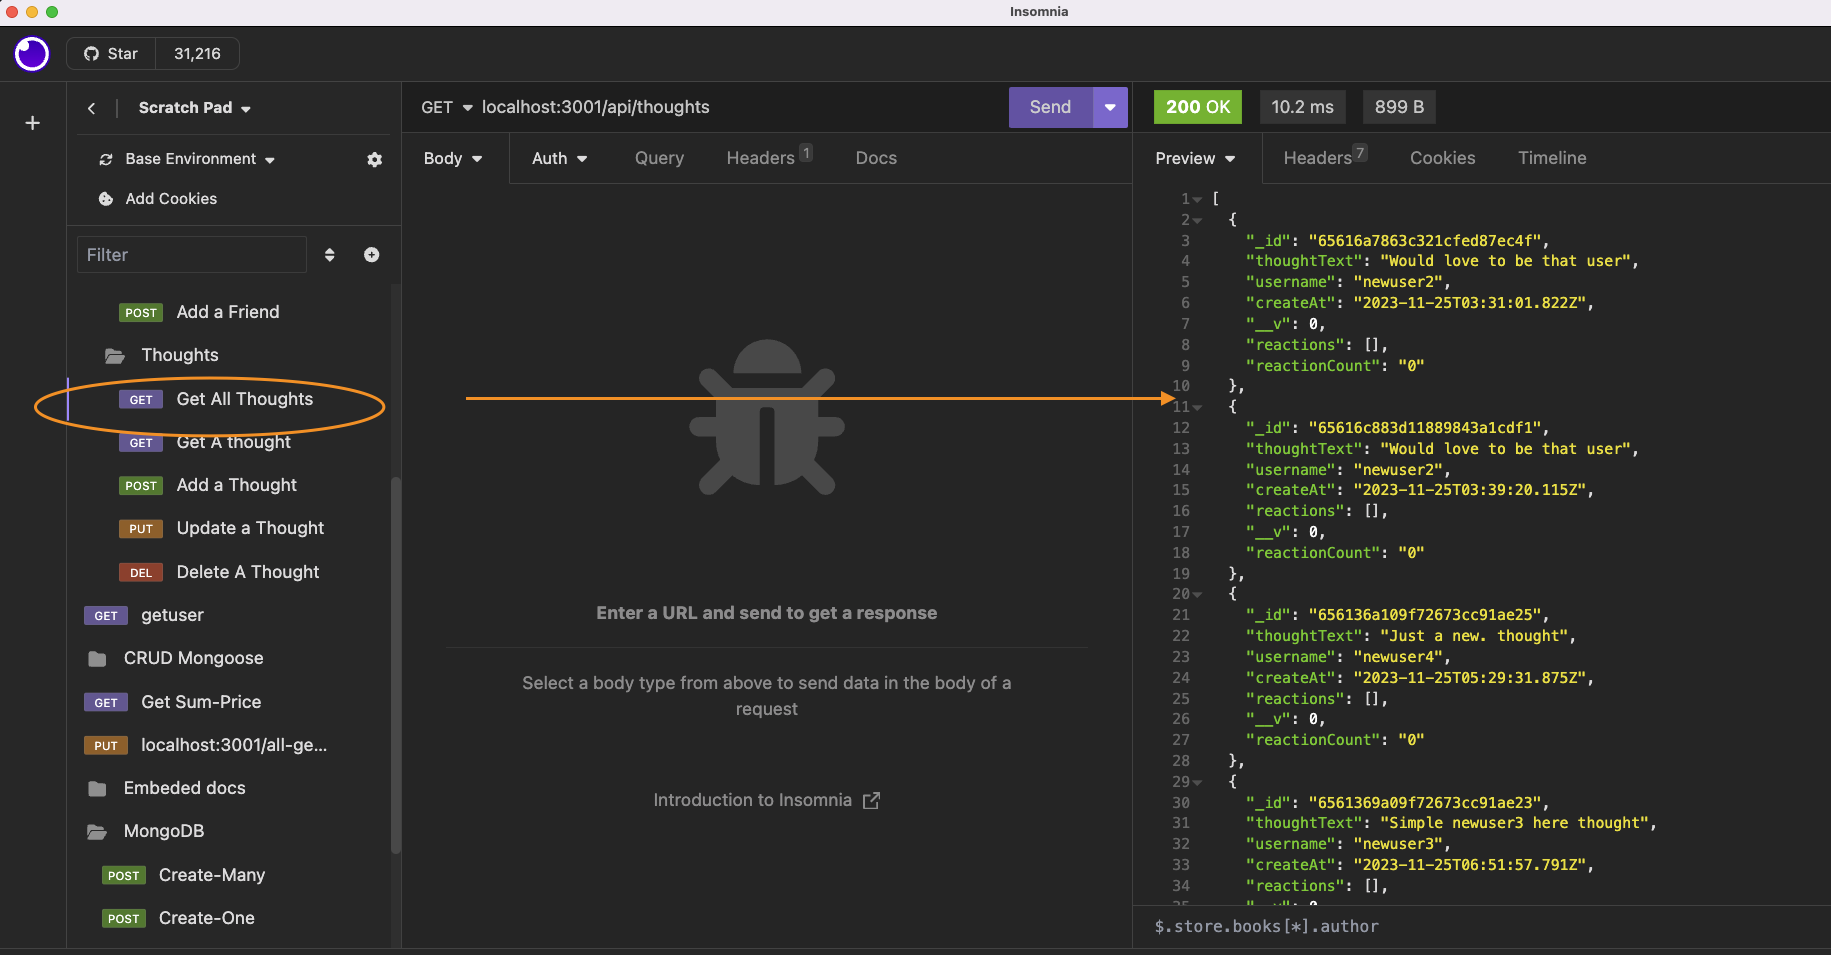 Insomnia
Star 31,216
Scratch Pad
Base Environment
Add Cookies
Filter
POST Add a Friend
Thoughts
GET Get All Thoughts
GET Get A thought
POST Add a Thought
PUT Update a Thought
DEL Delete A Thought
GET getuser
CRUD Mongoose
GET Get Sum-Price
PUT localhost:3001/all-ge...
Embeded docs
MongoDB
POST Create-Many
POST Create-One
GET localhost:3001/api/thoughts Send
Body Auth Query Headers 1 Docs
Enter a URL and send to get a response
Select a body type from above to send data in the body of a
request
Introduction to Insomnia
200 OK 10.2 ms 899 B
Preview Headers 7 Cookies Timeline
1 [
2 {
3 "_id": "65616a7863c321cfed87ec4f",
4 "thoughtText": "Would love to be that user",
5 "username": "newuser2",
6 "createAt": "2023-11-25T03:31:01.822Z",
7 "__v": 0,
8 "reactions": [],
9 "reactionCount": "0"
10 },
11 {
12 "_id": "65616c883d11889843a1cdf1",
13 "thoughtText": "Would love to be that user",
14 "username": "newuser2",
15 "createAt": "2023-11-25T03:39:20.115Z",
16 "reactions": [],
17 "__v": 0,
18 "reactionCount": "0"
19 },
20 {
21 "_id": "656136a109f72673cc91ae25",
22 "thoughtText": "Just a new. thought",
23 "username": "newuser4",
24 "createAt": "2023-11-25T05:29:31.875Z",
25 "reactions": [],
26 "__v": 0,
27 "reactionCount": "0"
28 },
29 {
30 "_id": "6561369a09f72673cc91ae23",
31 "thoughtText": "Simple newuser3 here thought",
32 "username": "newuser3",
33 "createAt": "2023-11-25T06:51:57.791Z",
34 "reactions": [],
$.store.books[*].author